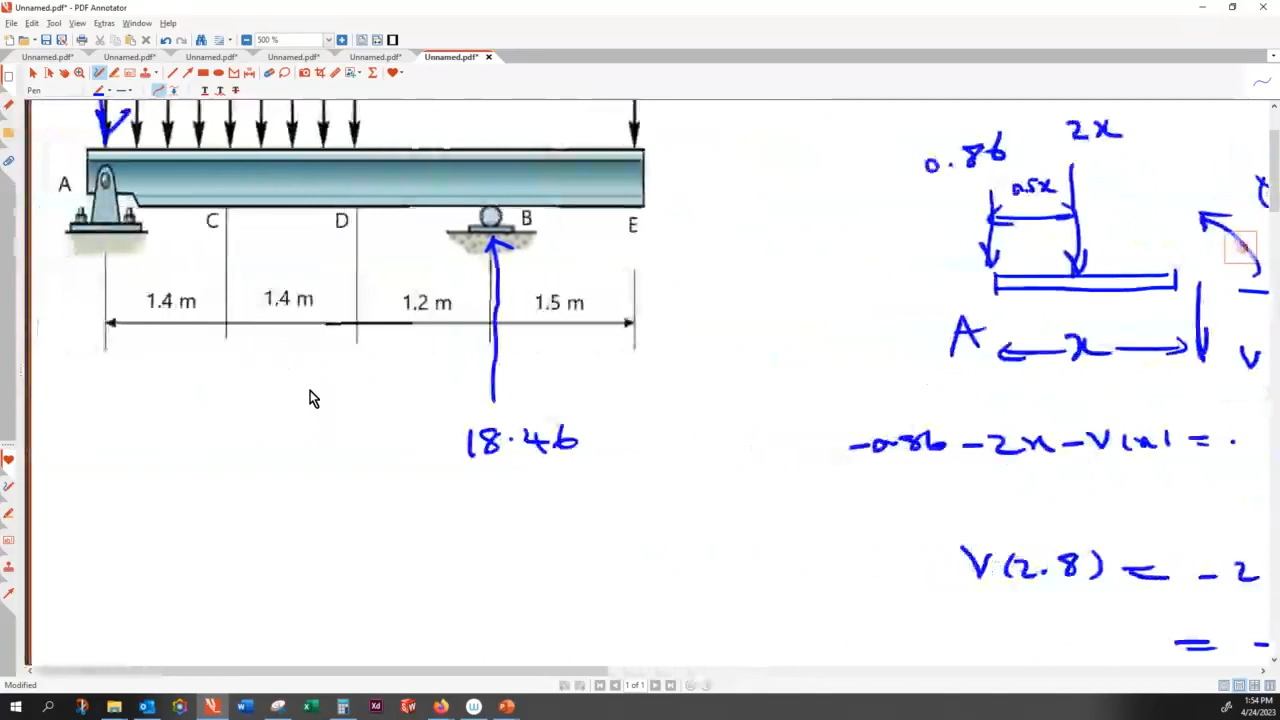 Unnamed.pdf* - PDF Annotator
File Edit Tool View Extras Window Help
500 %
Unnamed.pdf* Unnamed.pdf* Unnamed.pdf* Unnamed.pdf* Unnamed.pdf* Unnamed.pdf*
Pen
A
C
D
B
E
1.4 m
1.4 m
1.2 m
1.5 m
18.46
0.86
2x
0.5x
A
x
V
-0.86 - 2x - V(x) =
V(2.8) = - 2
= -
Modified
1 of 1
1:54 PM
4/24/2023